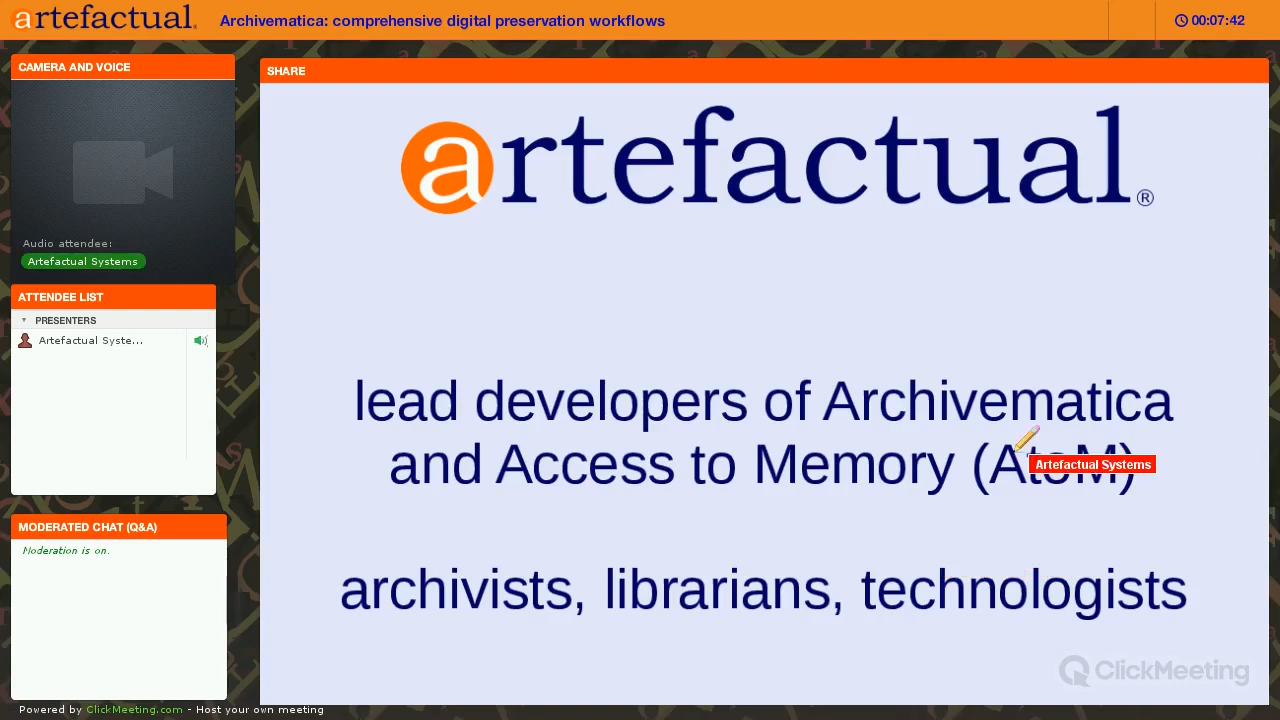 artefactual
Archivematica: comprehensive digital preservation workflows
00:07:42
CAMERA AND VOICE
Audio attendee:
Artefactual Systems
ATTENDEE LIST
PRESENTERS
Artefactual Syste...
MODERATED CHAT (Q&A)
Moderation is on.
SHARE
artefactual®
lead developers of Archivematica
and Access to Memory (AtoM)
Artefactual Systems
archivists, librarians, technologists
ClickMeeting
Powered by ClickMeeting.com - Host your own meeting